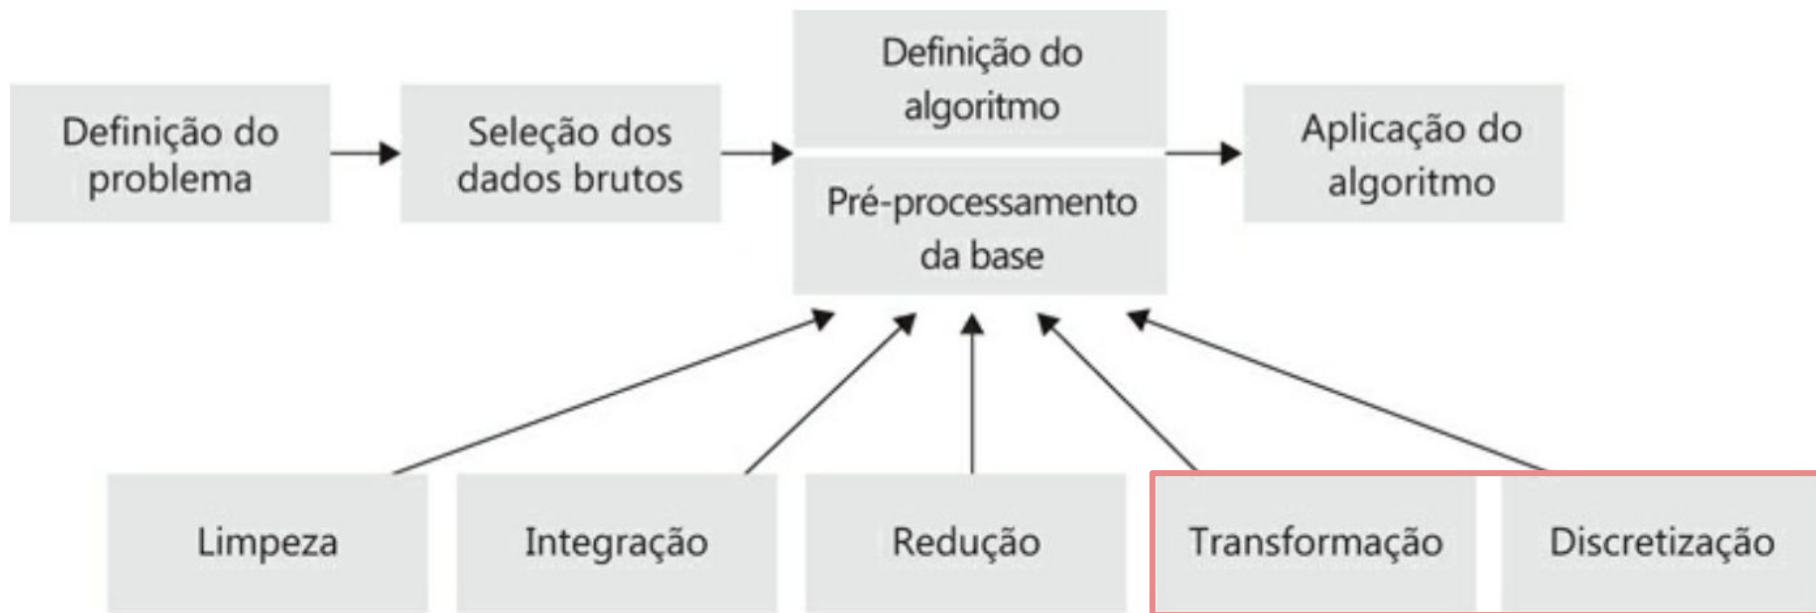 Definição do
problema
Seleção dos
dados brutos
Definição do
algoritmo
Pré-processamento
da base
Aplicação do
algoritmo
Limpeza
Integração
Redução
Transformação
Discretização